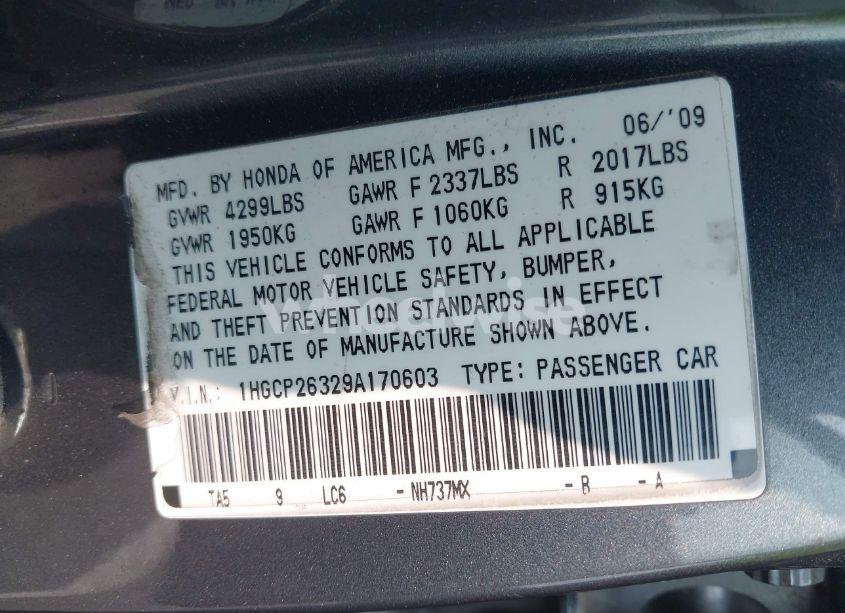 MFD. BY HONDA OF AMERICA MFG., INC. 06/'09
GVWR 4299LBS GAWR F 2337LBS R 2017LBS
GVWR 1950KG GAWR F 1060KG R 915KG
THIS VEHICLE CONFORMS TO ALL APPLICABLE
FEDERAL MOTOR VEHICLE SAFETY, BUMPER,
AND THEFT PREVENTION STANDARDS IN EFFECT
ON THE DATE OF MANUFACTURE SHOWN ABOVE.
V.I.N.: 1HGCP26329A170603 TYPE: PASSENGER CAR
TA5 9 LC6 -NH737MX -B -A